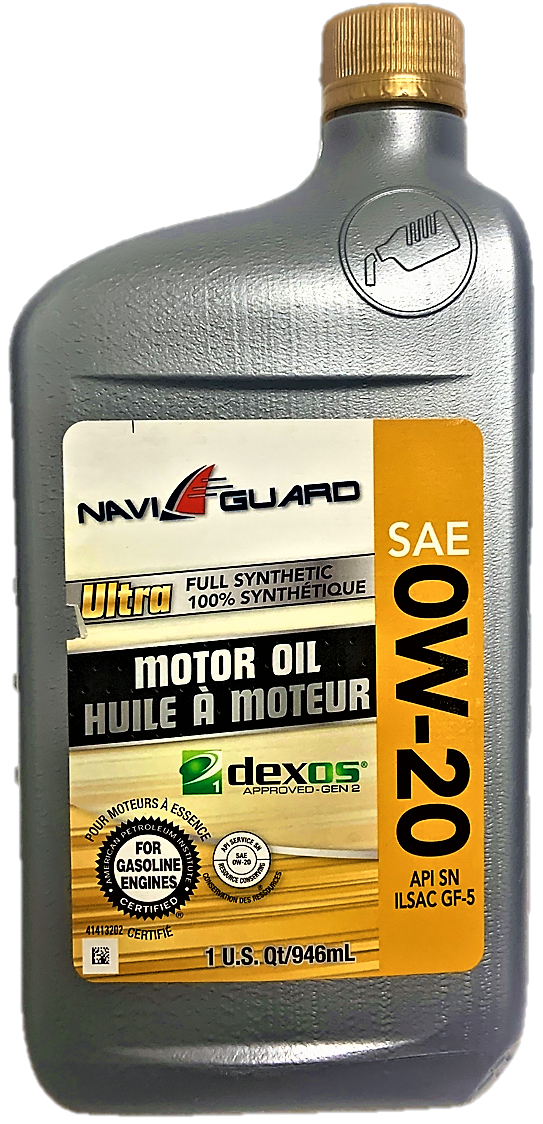 NAVI GUARD
Ultra
FULL SYNTHETIC
100% SYNTHÉTIQUE
MOTOR OIL
HUILE À MOTEUR
dexos®
1
APPROVED-GEN 2
POUR MOTEURS À ESSENCE
AMERICAN PETROLEUM INSTITUTE
FOR
GASOLINE
ENGINES
CERTIFIED
®
CERTIFIÉ
API SERVICE SN
SAE
0W-20
RESOURCE CONSERVING
CONSERVATION DES RESSOURCES
41413202
1 U.S. Qt/946mL
SAE
0W-20
API SN
ILSAC GF-5